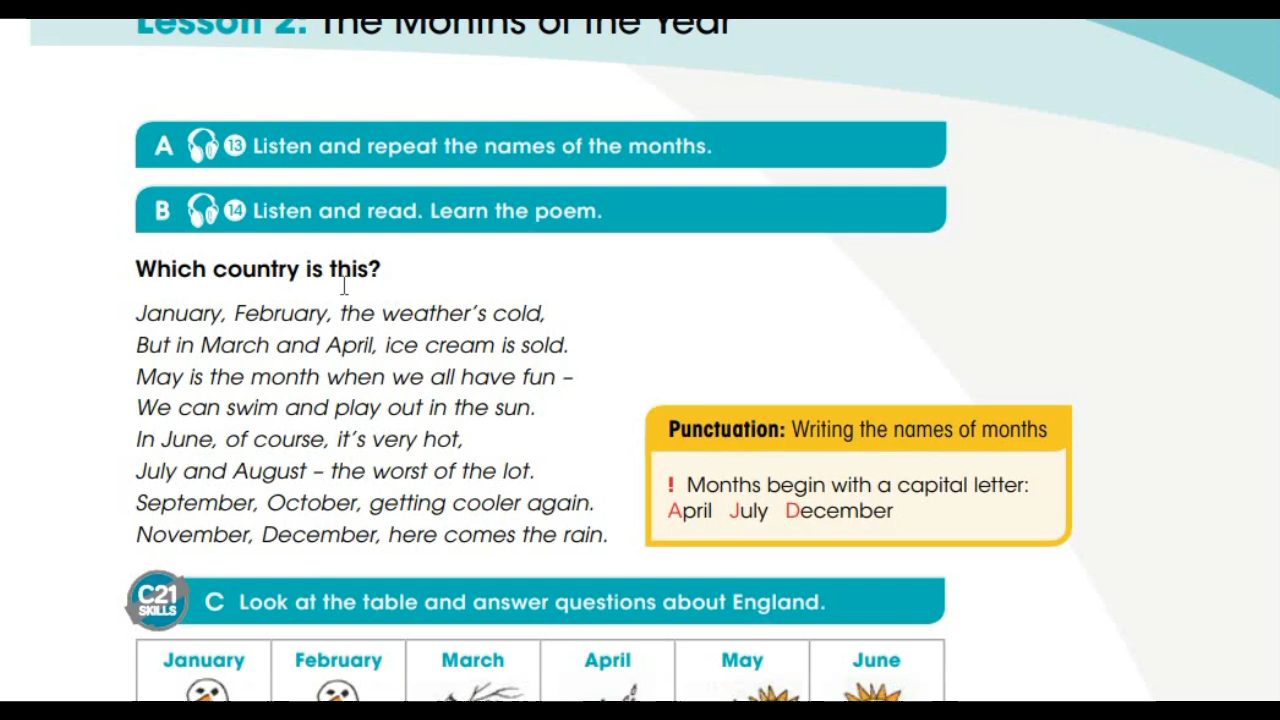 Lesson 2: The Months of the Year
A 13 Listen and repeat the names of the months.
B 14 Listen and read. Learn the poem.
Which country is this?
January, February, the weather's cold,
But in March and April, ice cream is sold.
May is the month when we all have fun –
We can swim and play out in the sun.
In June, of course, it's very hot,
July and August – the worst of the lot.
September, October, getting cooler again.
November, December, here comes the rain.
Punctuation: Writing the names of months
! Months begin with a capital letter:
April July December
C21 SKILLS
C Look at the table and answer questions about England.
January February March April May June